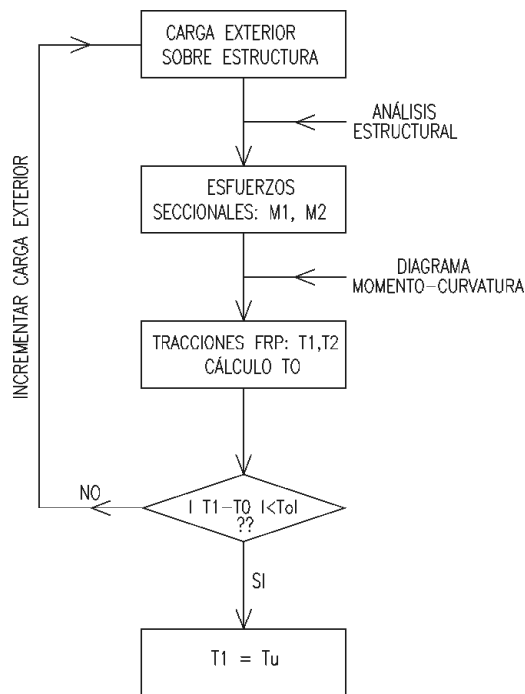 CARGA EXTERIOR
SOBRE ESTRUCTURA
ANÁLISIS
ESTRUCTURAL
ESFUERZOS
SECCIONALES: M1, M2
DIAGRAMA
MOMENTO-CURVATURA
TRACCIONES FRP: T1,T2
CÁLCULO TO
INCREMENTAR CARGA EXTERIOR
NO
| T1-T0 |<Tol
??
SI
T1 = Tu